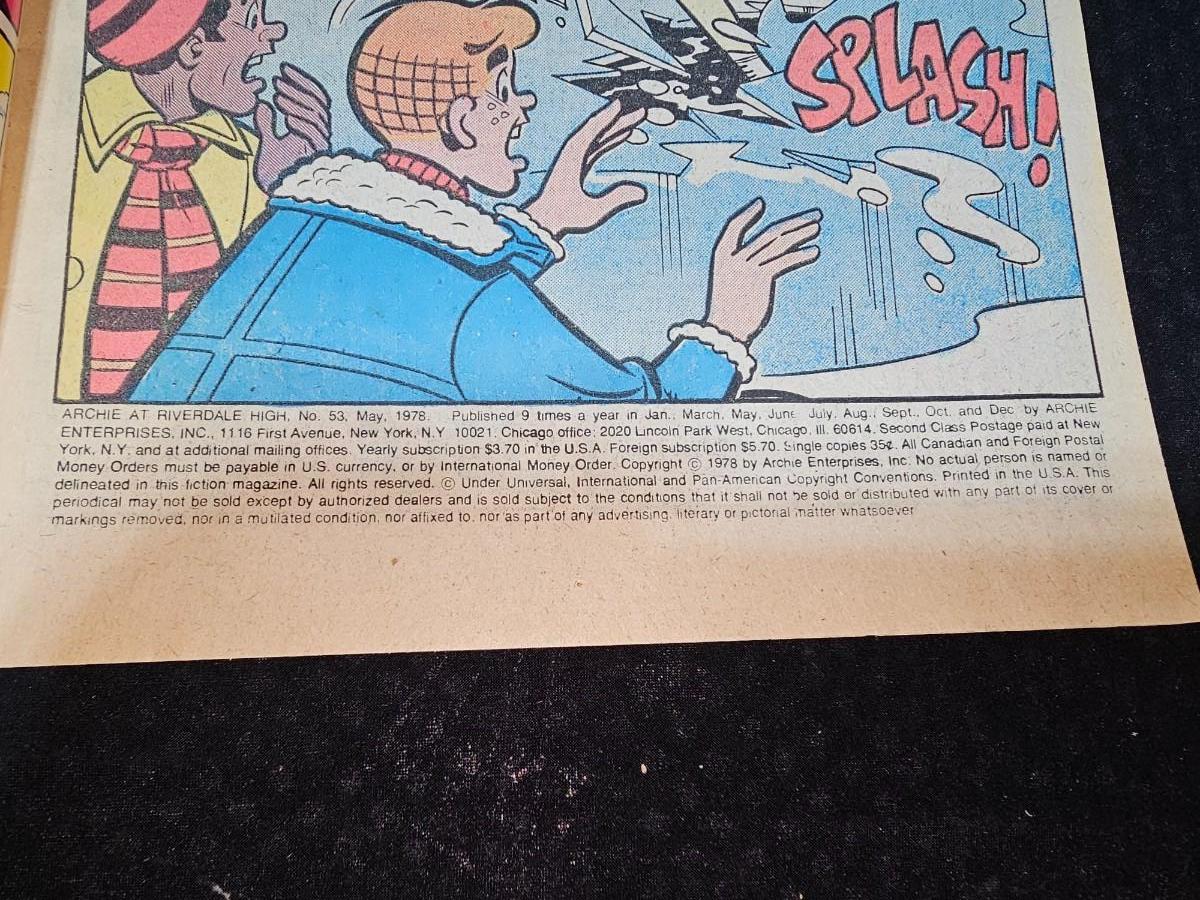 SPLASH!
ARCHIE AT RIVERDALE HIGH, No. 53, May, 1978. Published 9 times a year in Jan., March, May, June, July, Aug., Sept., Oct. and Dec. by ARCHIE
ENTERPRISES, INC., 1116 First Avenue, New York, N.Y. 10021. Chicago office: 2020 Lincoln Park West, Chicago, Ill. 60614. Second Class Postage paid at New
York, N.Y. and at additional mailing offices. Yearly subscription $3.70 in the U.S.A. Foreign subscription $5.70. Single copies 35¢. All Canadian and Foreign Postal
Money Orders must be payable in U.S. currency, or by International Money Order. Copyright © 1978 by Archie Enterprises, Inc. No actual person is named or
delineated in this fiction magazine. All rights reserved. © Under Universal, International and Pan-American Copyright Conventions. Printed in the U.S.A. This
periodical may not be sold except by authorized dealers and is sold subject to the conditions that it shall not be sold or distributed with any part of its cover or
markings removed, nor in a mutilated condition, nor affixed to, nor as part of any advertising, literary or pictorial matter whatsoever